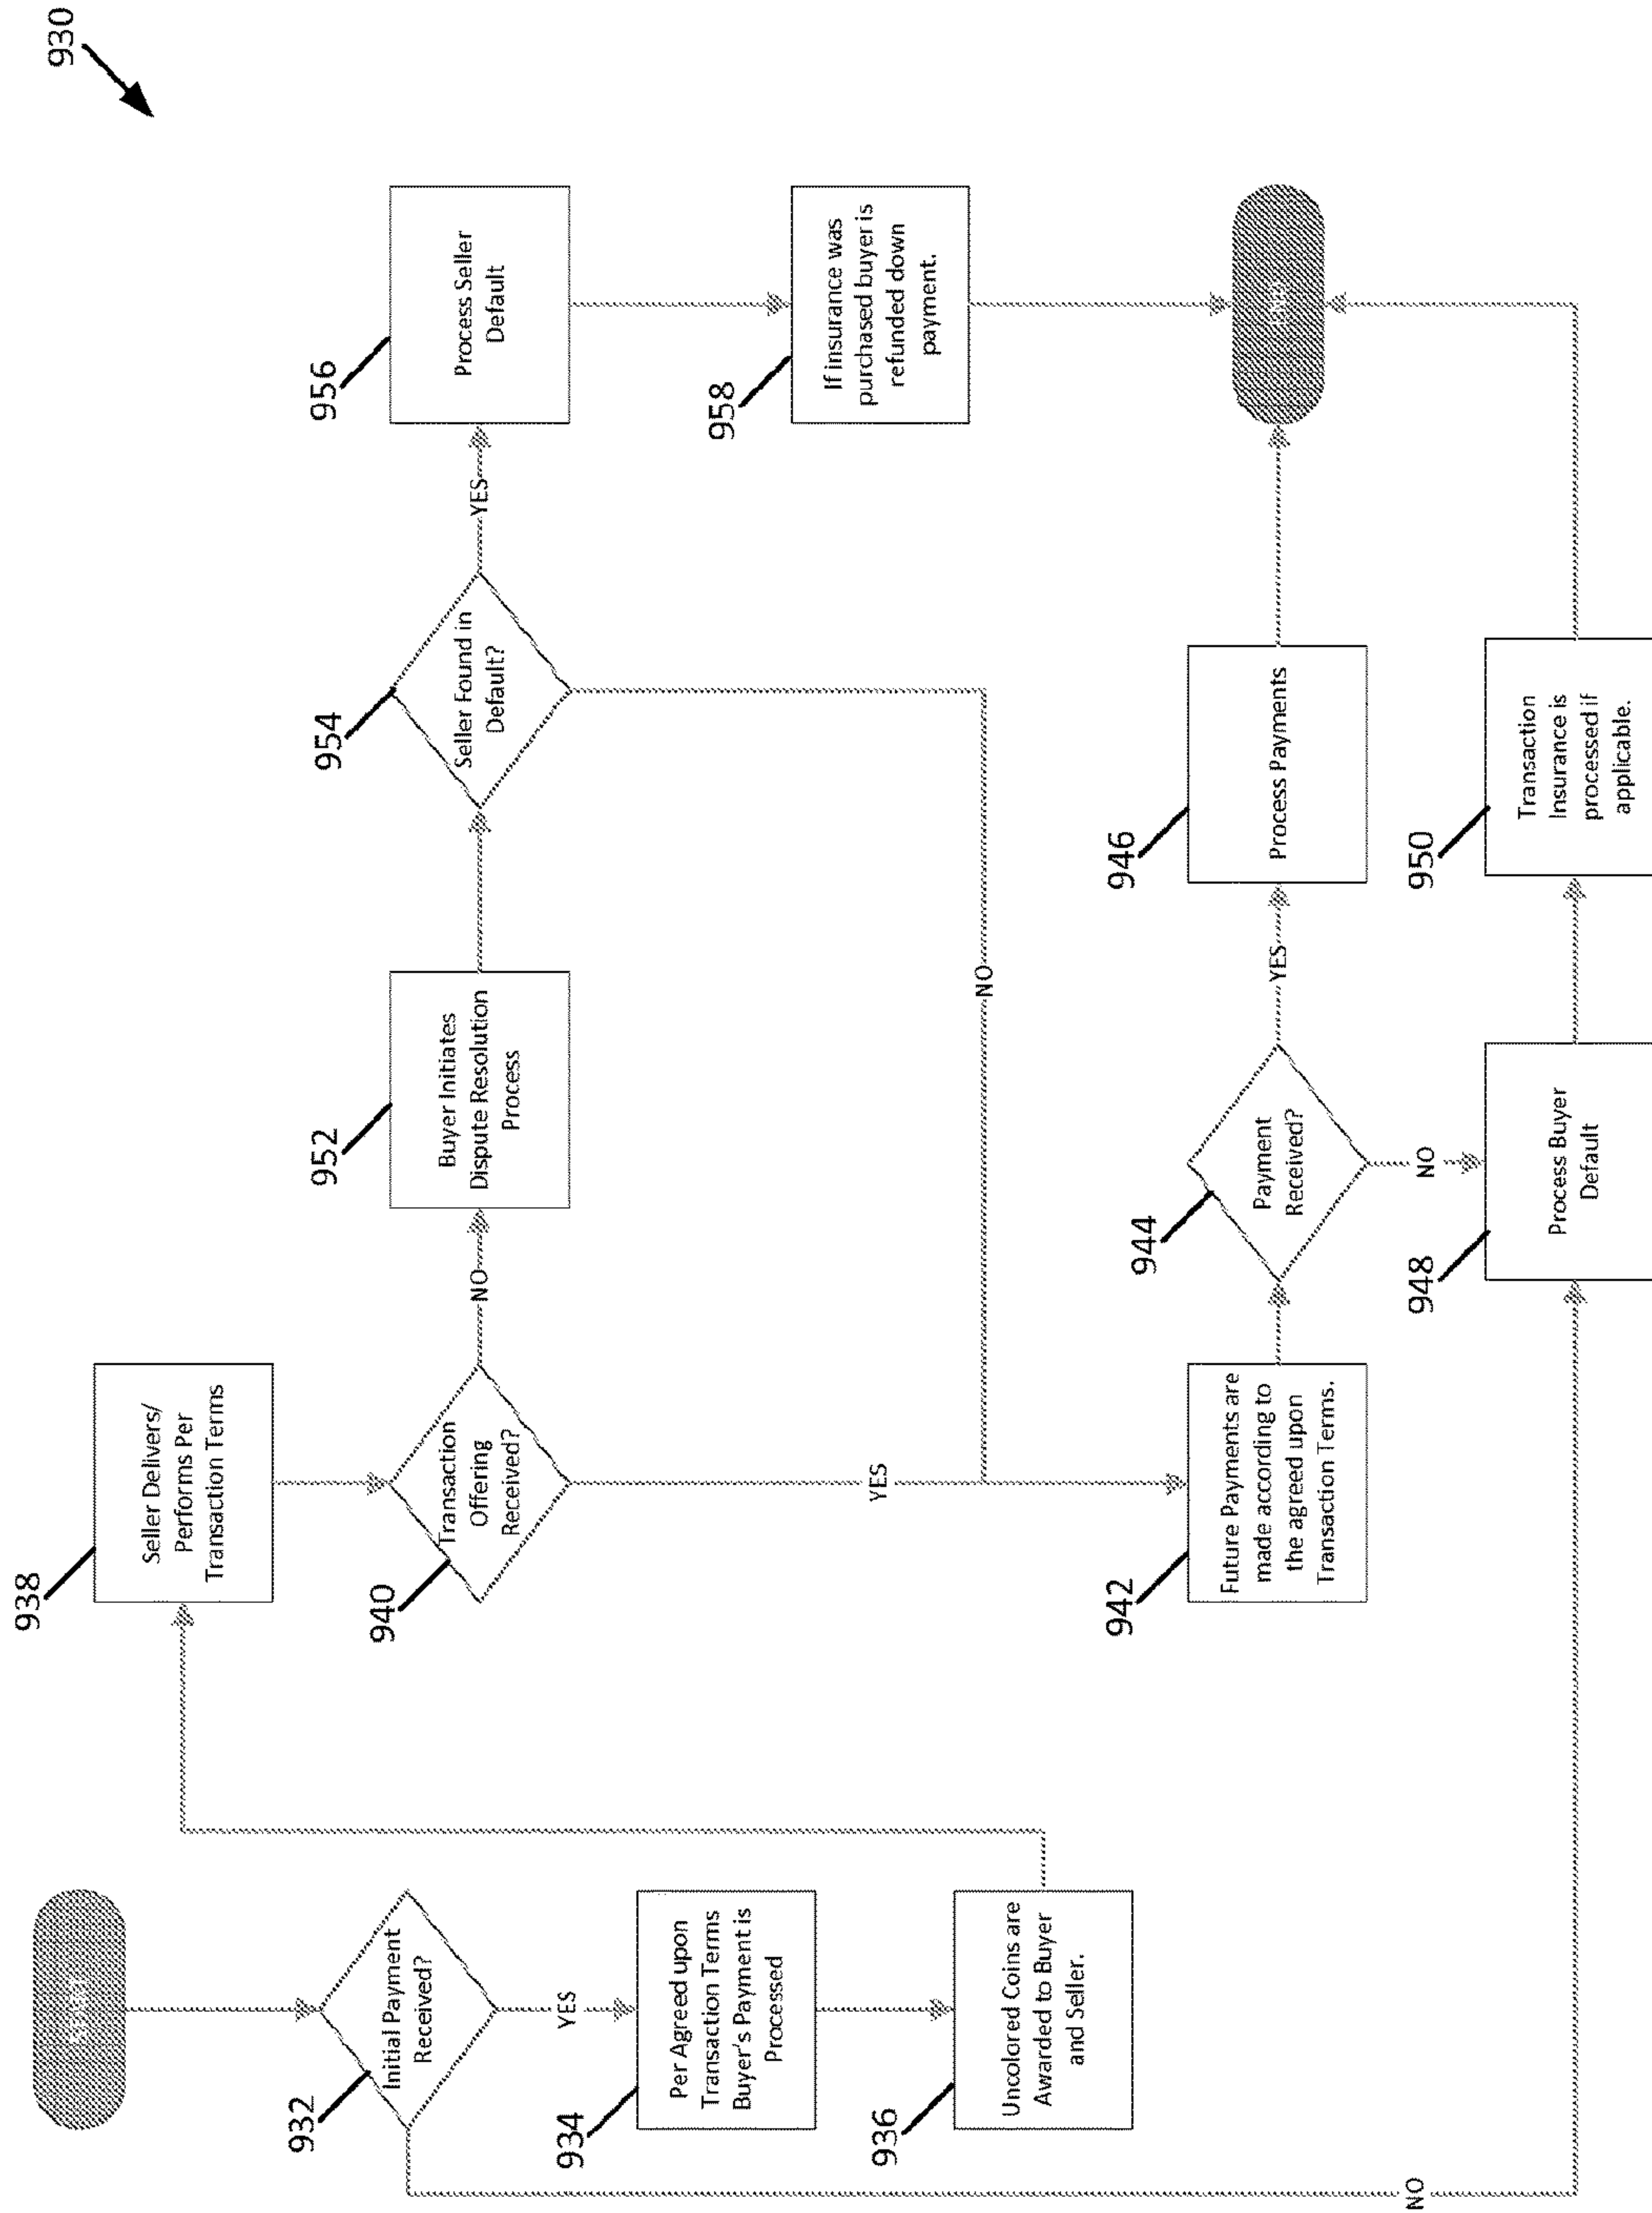 930
938
Seller Delivers/
Performs Per
Transaction Terms
932
Initial Payment
Received?
YES
NO
934
Per Agreed upon
Transaction Terms
Buyer's Payment is
Processed
936
Uncolored Coins are
Awarded to Buyer
and Seller.
940
Transaction
Offering
Received?
NO
YES
952
Buyer Initiates
Dispute Resolution
Process
954
Seller Found in
Default?
YES
NO
956
Process Seller
Default
958
If insurance was
purchased buyer is
refunded down
payment.
942
Future Payments are
made according to
the agreed upon
Transaction Terms.
944
Payment
Received?
YES
NO
946
Process Payments
948
Process Buyer
Default
950
Transaction
Insurance is
processed if
applicable.